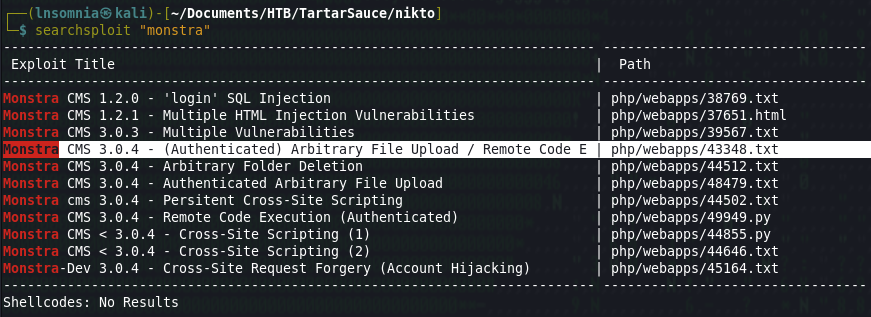 ┌──(lnsomnia㉿kali)-[~/Documents/HTB/TartarSauce/nikto]
└─$ searchsploit "monstra"
Exploit Title | Path
Monstra CMS 1.2.0 - 'login' SQL Injection | php/webapps/38769.txt
Monstra CMS 1.2.1 - Multiple HTML Injection Vulnerabilities | php/webapps/37651.html
Monstra CMS 3.0.3 - Multiple Vulnerabilities | php/webapps/39567.txt
Monstra CMS 3.0.4 - (Authenticated) Arbitrary File Upload / Remote Code E | php/webapps/43348.txt
Monstra CMS 3.0.4 - Arbitrary Folder Deletion | php/webapps/44512.txt
Monstra CMS 3.0.4 - Authenticated Arbitrary File Upload | php/webapps/48479.txt
Monstra cms 3.0.4 - Persitent Cross-Site Scripting | php/webapps/44502.txt
Monstra CMS 3.0.4 - Remote Code Execution (Authenticated) | php/webapps/49949.py
Monstra CMS < 3.0.4 - Cross-Site Scripting (1) | php/webapps/44855.py
Monstra CMS < 3.0.4 - Cross-Site Scripting (2) | php/webapps/44646.txt
Monstra-Dev 3.0.4 - Cross-Site Request Forgery (Account Hijacking) | php/webapps/45164.txt
Shellcodes: No Results